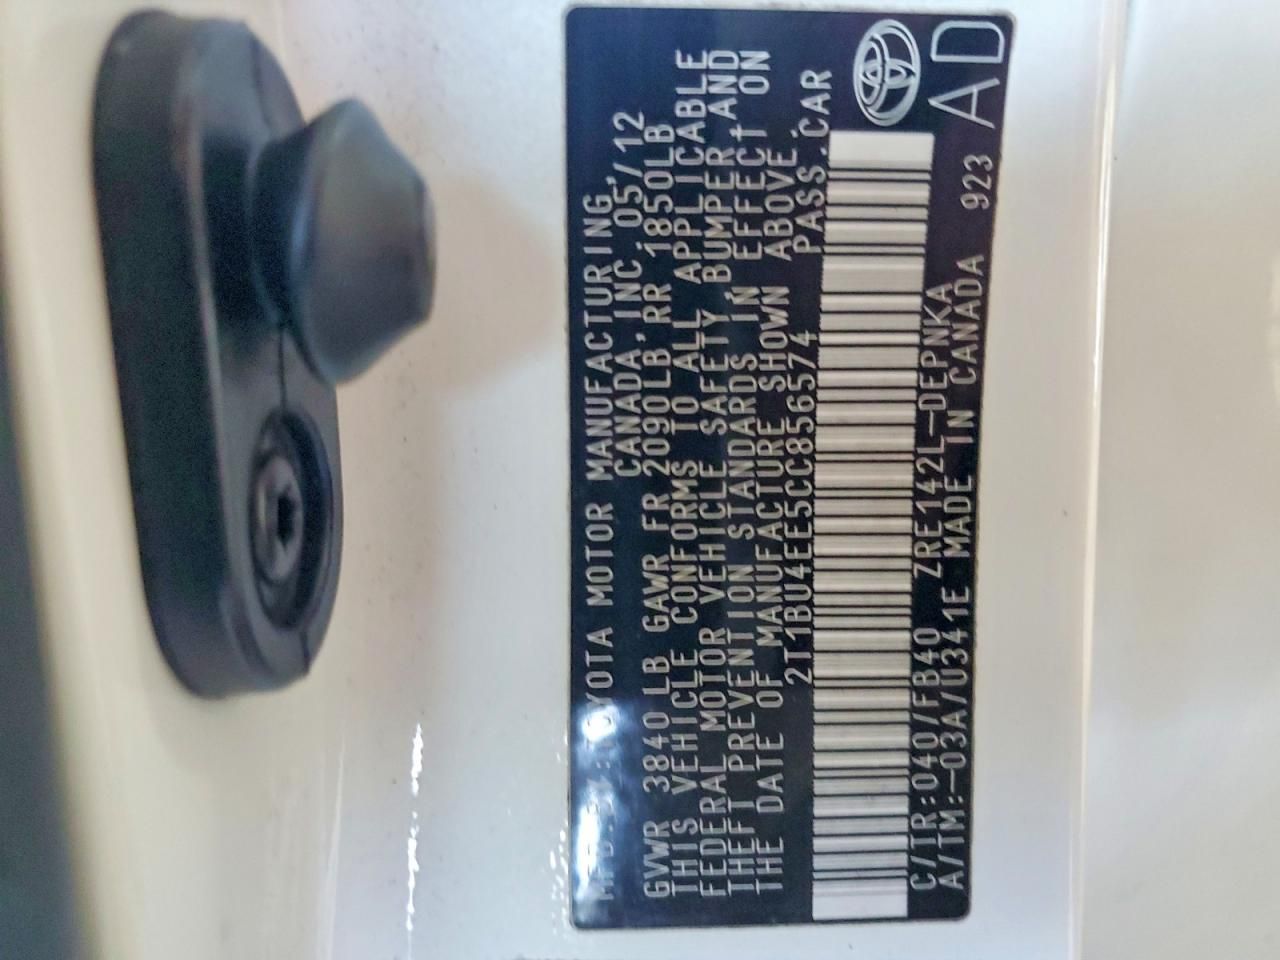 MFD. BY: TOYOTA MOTOR MANUFACTURING,
CANADA, INC. 05/12
GVWR 3840 LB GAWR FR 2090LB, RR 1850LB
THIS VEHICLE CONFORMS TO ALL APPLICABLE
FEDERAL MOTOR VEHICLE SAFETY, BUMPER, AND
THEFT PREVENTION STANDARDS IN EFFECT ON
THE DATE OF MANUFACTURE SHOWN ABOVE.
2T1BU4EE5CC856574 PASS.CAR
C/TR:040/FB40 ZRE142L-DEPNKA
A/TM:-03A/U341E MADE IN CANADA 923
AD